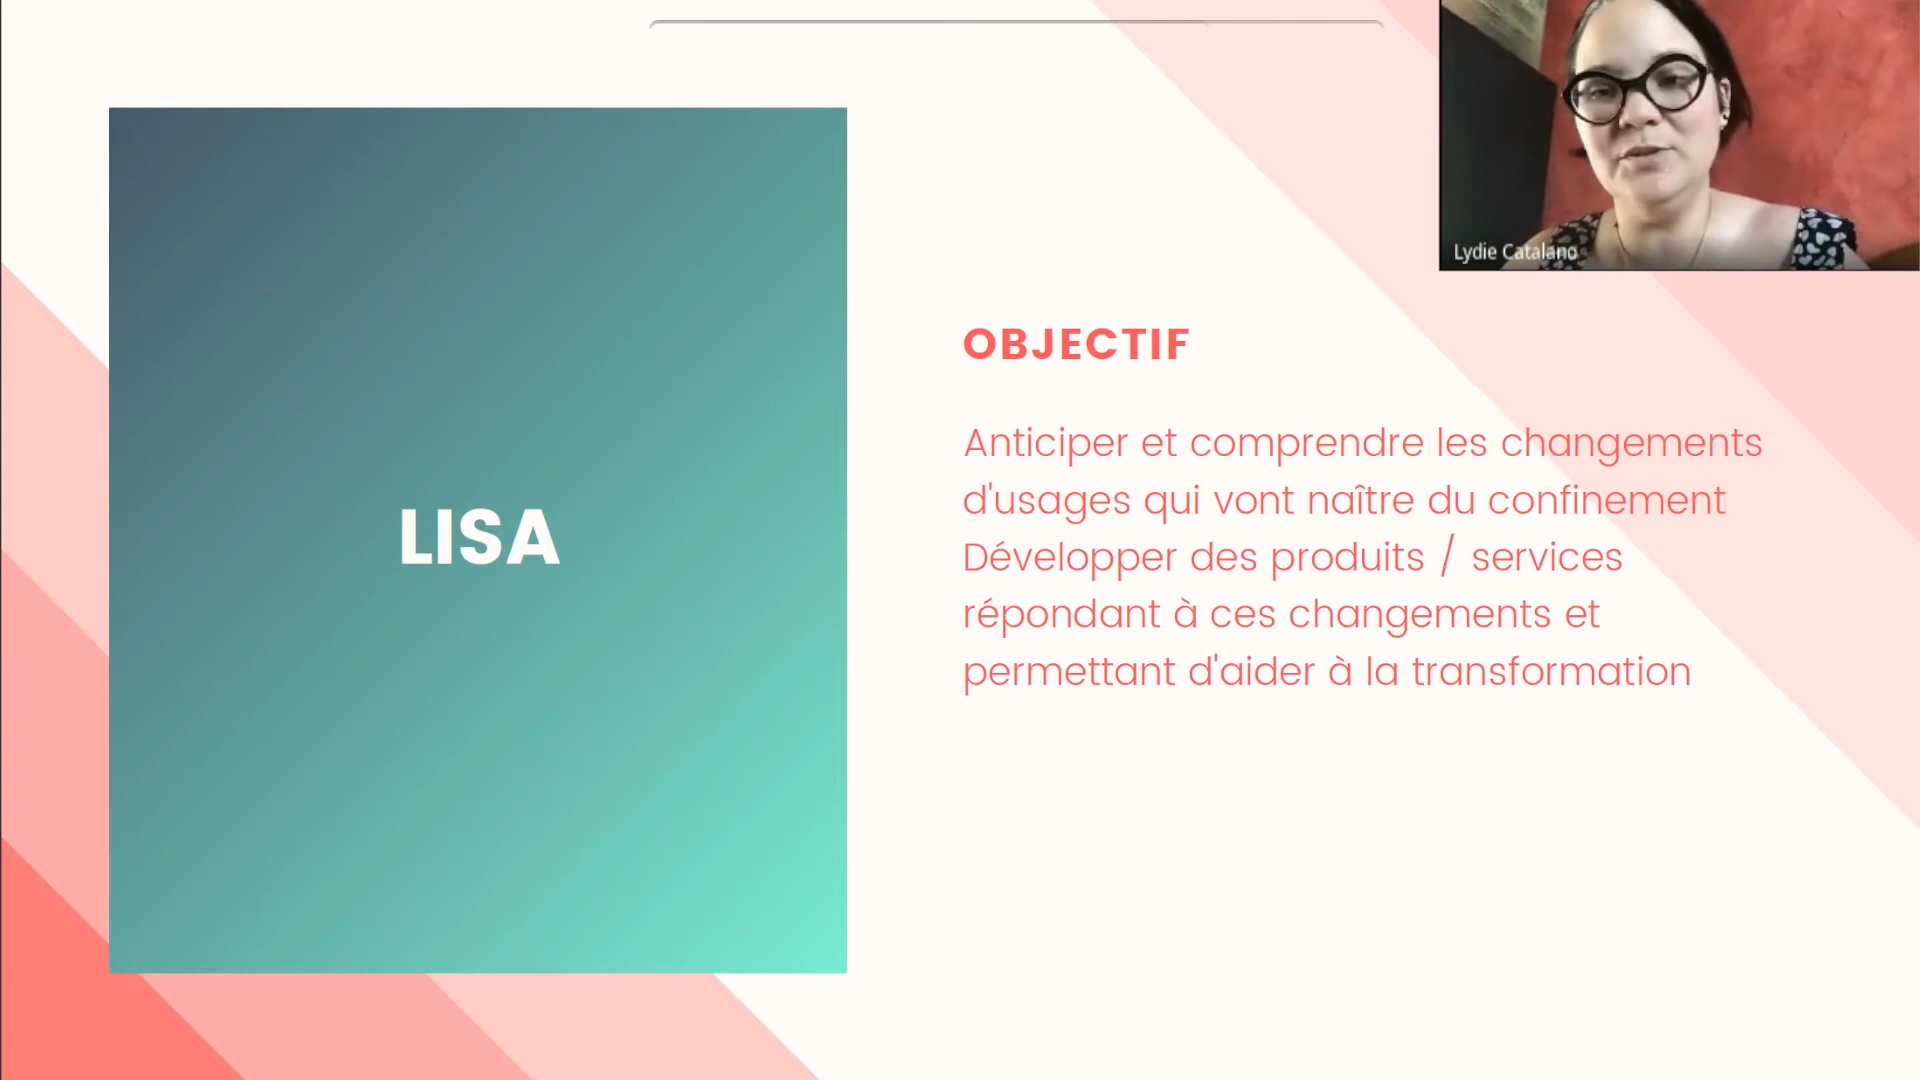 Lydie Catalano
LISA
OBJECTIF
Anticiper et comprendre les changements
d'usages qui vont naître du confinement
Développer des produits / services
répondant à ces changements et
permettant d'aider à la transformation